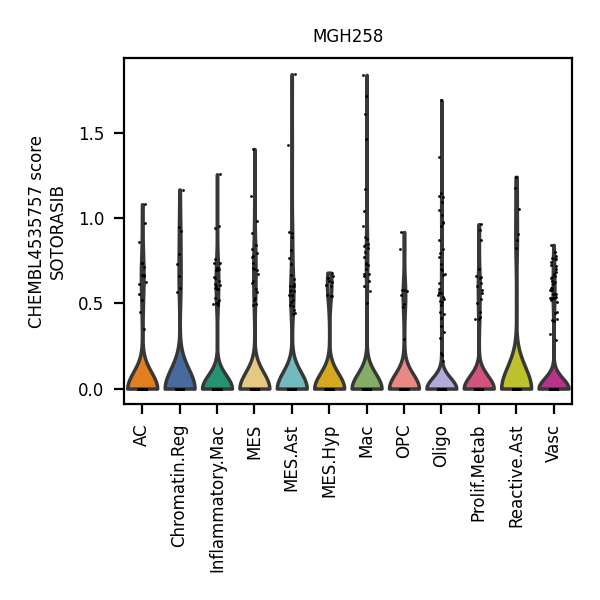 MGH258
CHEMBL4535757 score
SOTORASIB
1.5
1.0
0.5
0.0
AC
Chromatin.Reg
Inflammatory.Mac
MES
MES.Ast
MES.Hyp
Mac
OPC
Oligo
Prolif.Metab
Reactive.Ast
Vasc